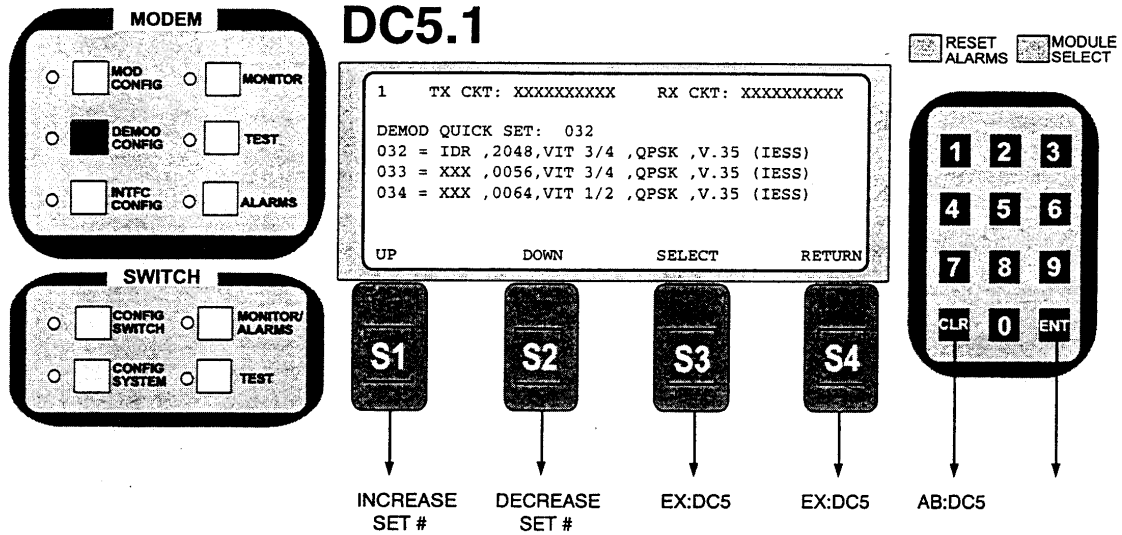 DC5.1
MODEM
MOD CONFIG
MONITOR
DEMOD CONFIG
TEST
INTFC CONFIG
ALARMS
SWITCH
CONFIG SWITCH
MONITOR/ ALARMS
CONFIG SYSTEM
TEST
1 TX CKT: XXXXXXXXXX RX CKT: XXXXXXXXXX
DEMOD QUICK SET: 032
032 = IDR ,2048,VIT 3/4 ,QPSK ,V.35 (IESS)
033 = XXX ,0056,VIT 3/4 ,QPSK ,V.35 (IESS)
034 = XXX ,0064,VIT 1/2 ,QPSK ,V.35 (IESS)
UP DOWN SELECT RETURN
S1 S2 S3 S4
INCREASE SET #
DECREASE SET #
EX:DC5
EX:DC5
RESET ALARMS
MODULE SELECT
1 2 3
4 5 6
7 8 9
CLR 0 ENT
AB:DC5